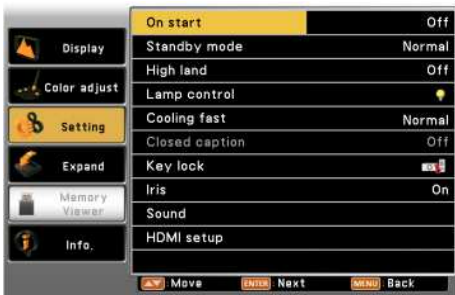 On start Off
Display
Standby mode Normal
High land Off
Color adjust
Lamp control
Setting
Cooling fast Normal
Closed caption Off
Expand
Key lock
Iris On
Memory
Viewer
Sound
Info.
HDMI setup
Move ENTER Next MENU Back